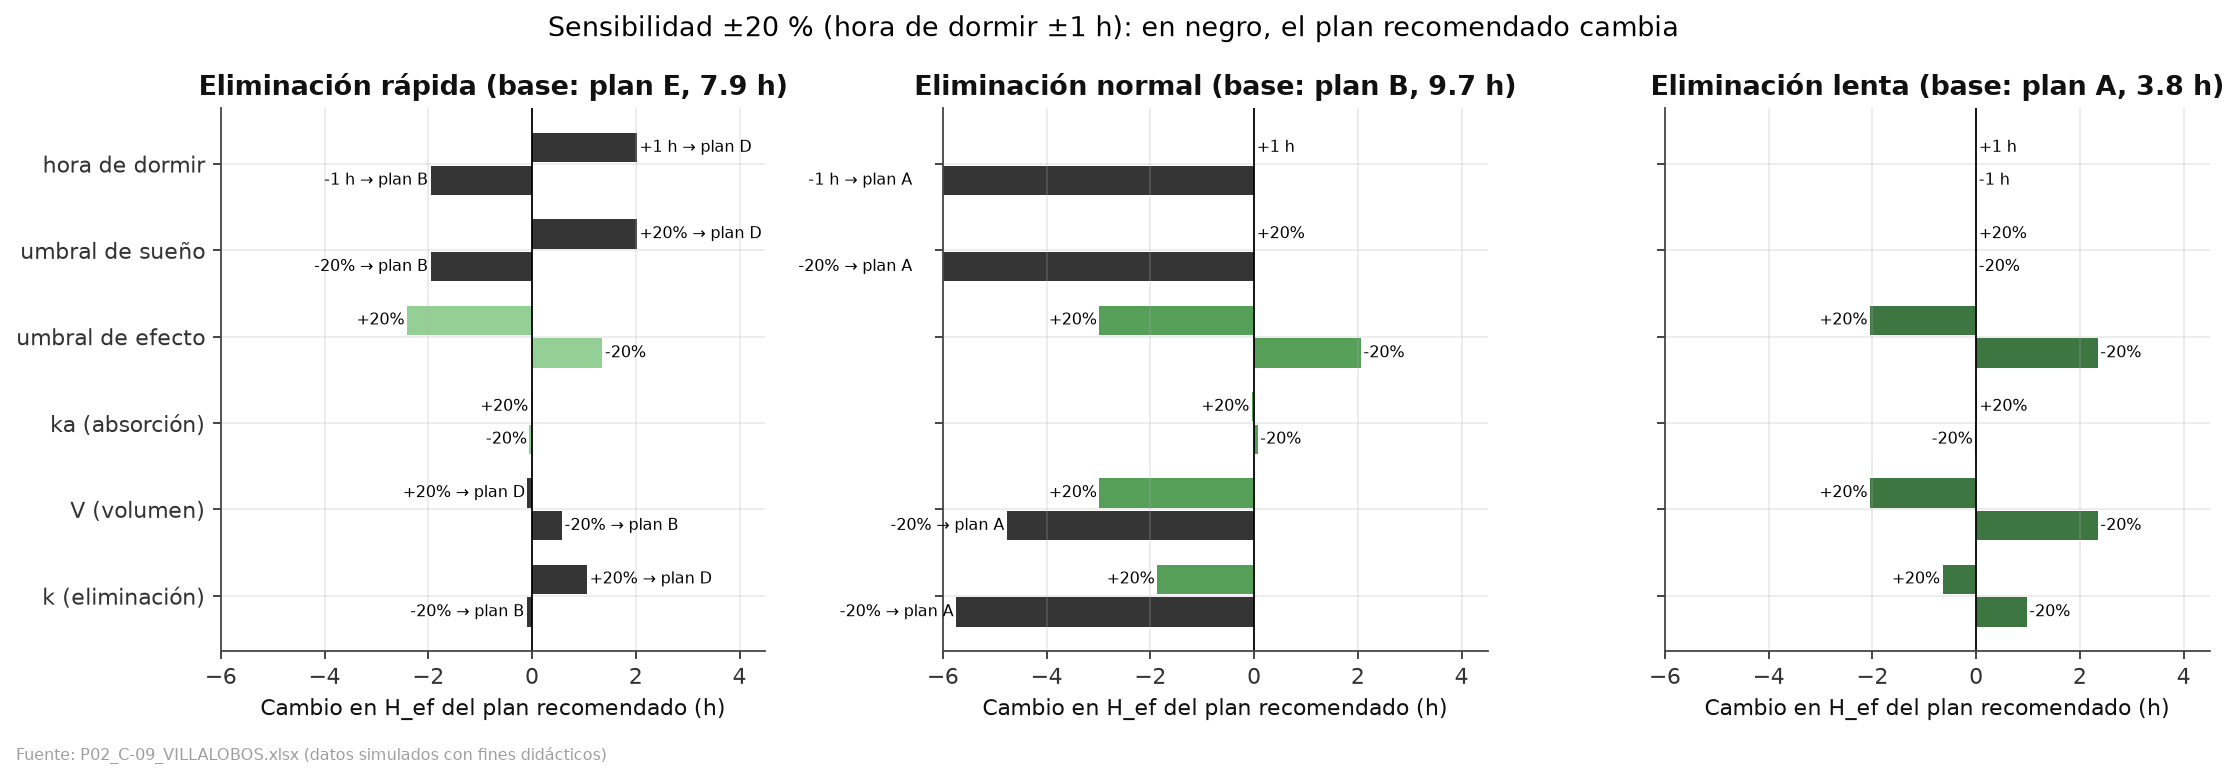 Sensibilidad ±20 % (hora de dormir ±1 h): en negro, el plan recomendado cambia
Eliminación rápida (base: plan E, 7.9 h)
hora de dormir
+1 h → plan D
-1 h → plan B
umbral de sueño
+20% → plan D
-20% → plan B
umbral de efecto
+20%
-20%
ka (absorción)
+20%
-20%
V (volumen)
+20% → plan D
-20% → plan B
k (eliminación)
+20% → plan D
-20% → plan B
−6 −4 −2 0 2 4
Cambio en H_ef del plan recomendado (h)
Eliminación normal (base: plan B, 9.7 h)
+1 h
-1 h → plan A
+20%
-20% → plan A
+20%
-20%
+20%
-20%
+20%
-20% → plan A
+20%
-20% → plan A
−6 −4 −2 0 2 4
Cambio en H_ef del plan recomendado (h)
Eliminación lenta (base: plan A, 3.8 h)
+1 h
-1 h
+20%
-20%
+20%
-20%
+20%
-20%
+20%
-20%
+20%
-20%
−6 −4 −2 0 2 4
Cambio en H_ef del plan recomendado (h)
Fuente: P02_C-09_VILLALOBOS.xlsx (datos simulados con fines didácticos)